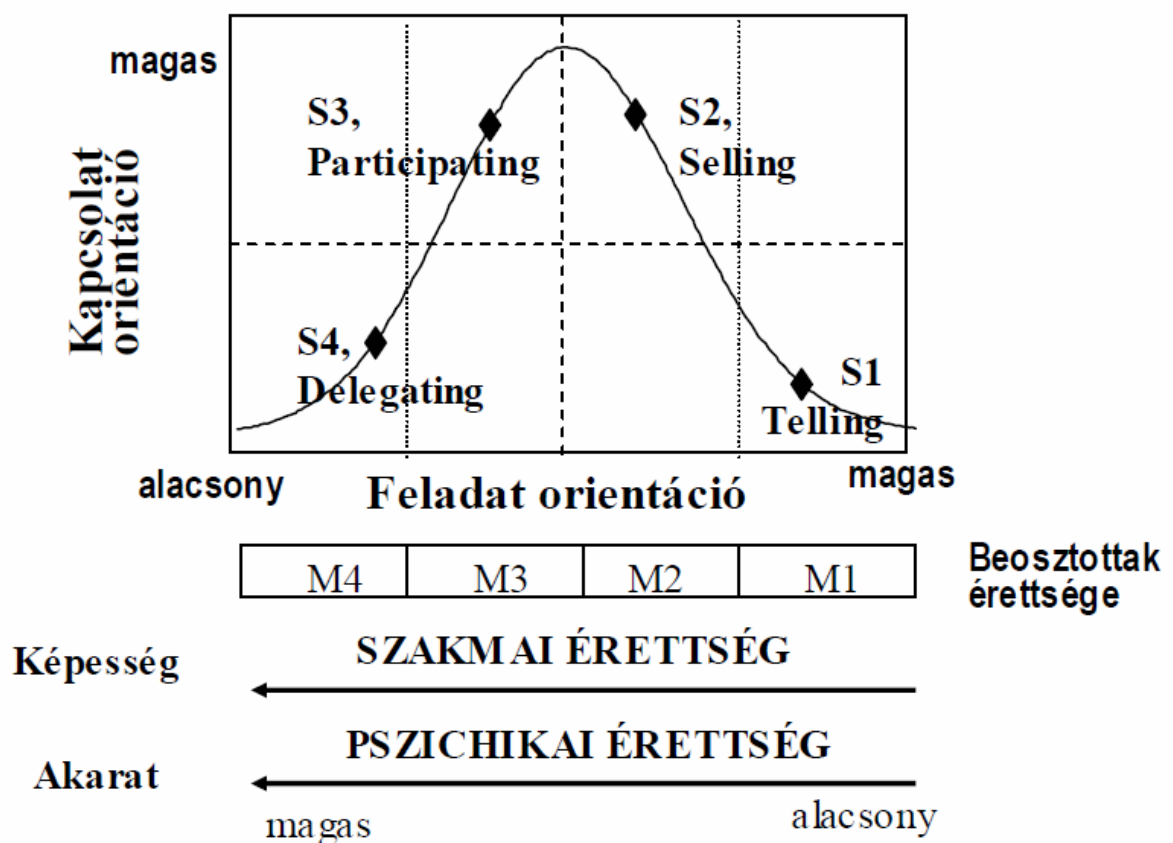 magas
Kapcsolat
orientáció
S3,
Participating
S2,
Selling
S4,
Delegating
S1
Telling
alacsony
Feladat orientáció
magas
M4 M3 M2 M1
Beosztottak
érettsége
Képesség
SZAKMAI ÉRETTSÉG
Akarat
PSZICHIKAI ÉRETTSÉG
magas
alacsony